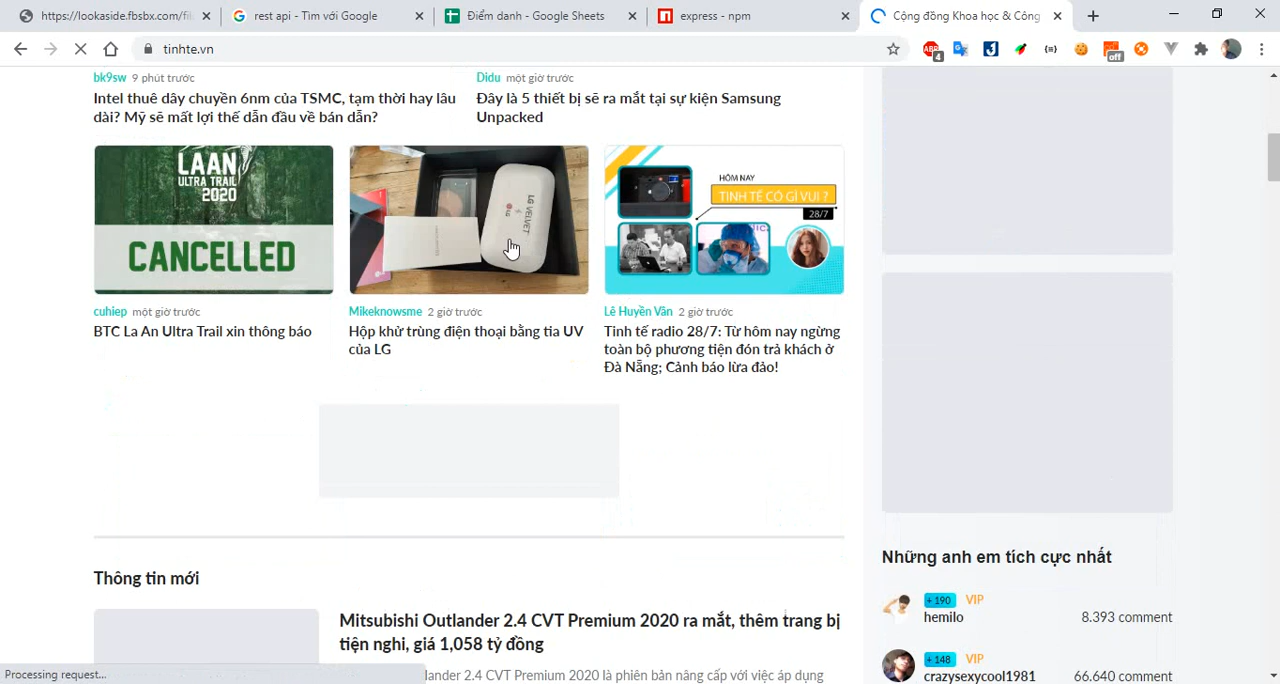 https://lookaside.fbsbx.com/fil
rest api - Tìm với Google
Điểm danh - Google Sheets
express - npm
Cộng đồng Khoa học & Công
tinhte.vn
ABP
4
off
bk9sw 9 phút trước
Intel thuê dây chuyền 6nm của TSMC, tạm thời hay lâu
dài? Mỹ sẽ mất lợi thế dẫn đầu về bán dẫn?
Didu một giờ trước
Đây là 5 thiết bị sẽ ra mắt tại sự kiện Samsung
Unpacked
LAAN
ULTRA TRAIL
2020
CANCELLED
LG VELVET
HÔM NAY
TINH TẾ CÓ GÌ VUI ?
28/7
cuhiep một giờ trước
BTC La An Ultra Trail xin thông báo
Mikeknowsme 2 giờ trước
Hộp khử trùng điện thoại bằng tia UV
của LG
Lê Huyền Vân 2 giờ trước
Tinh tế radio 28/7: Từ hôm nay ngừng
toàn bộ phương tiện đón trả khách ở
Đà Nẵng; Cảnh báo lừa đảo!
Thông tin mới
Mitsubishi Outlander 2.4 CVT Premium 2020 ra mắt, thêm trang bị
tiện nghi, giá 1,058 tỷ đồng
lander 2.4 CVT Premium 2020 là phiên bản nâng cấp với việc áp dụng
Những anh em tích cực nhất
+ 190 VIP
hemilo 8.393 comment
+ 148 VIP
crazysexycool1981 66.640 comment
Processing request...